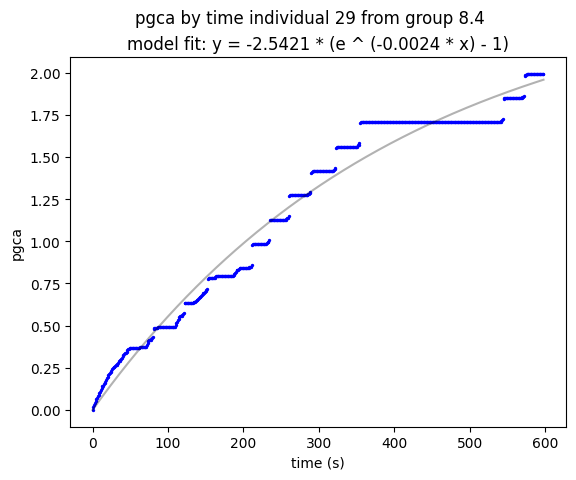 pgca by time individual 29 from group 8.4
model fit: y = -2.5421 * (e ^ (-0.0024 * x) - 1)
2.00
1.75
1.50
1.25
1.00
0.75
0.50
0.25
0.00
pgca
0 100 200 300 400 500 600
time (s)